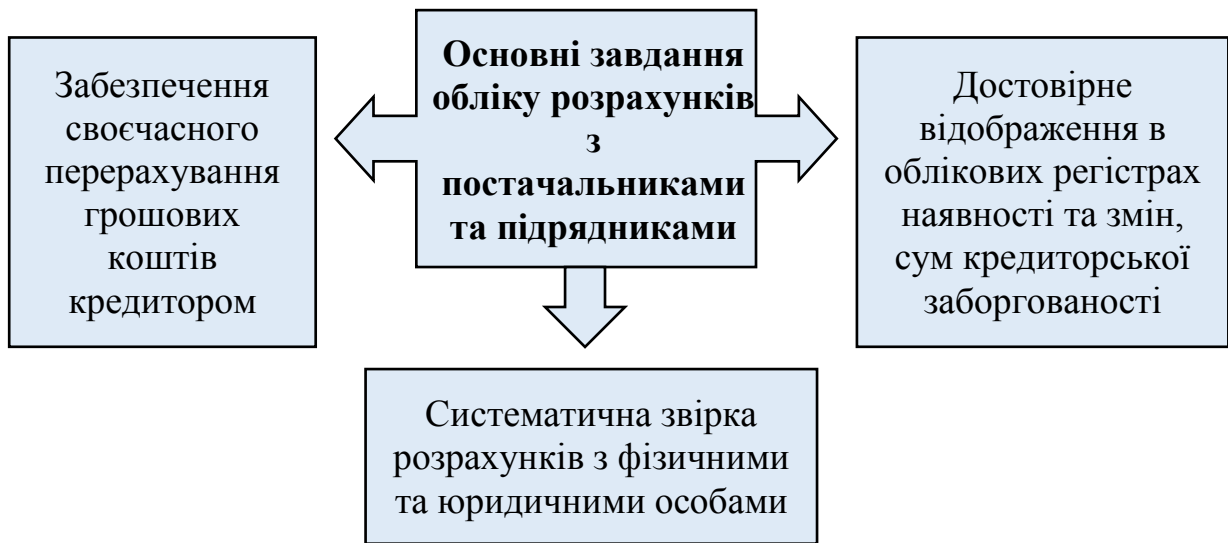 Основні завдання
обліку розрахунків
з
постачальниками
та підрядниками
Забезпечення
своєчасного
перерахування
грошових
коштів
кредитором
Достовірне
відображення в
облікових регістрах
наявності та змін,
сум кредиторської
заборгованості
Систематична звірка
розрахунків з фізичними
та юридичними особами